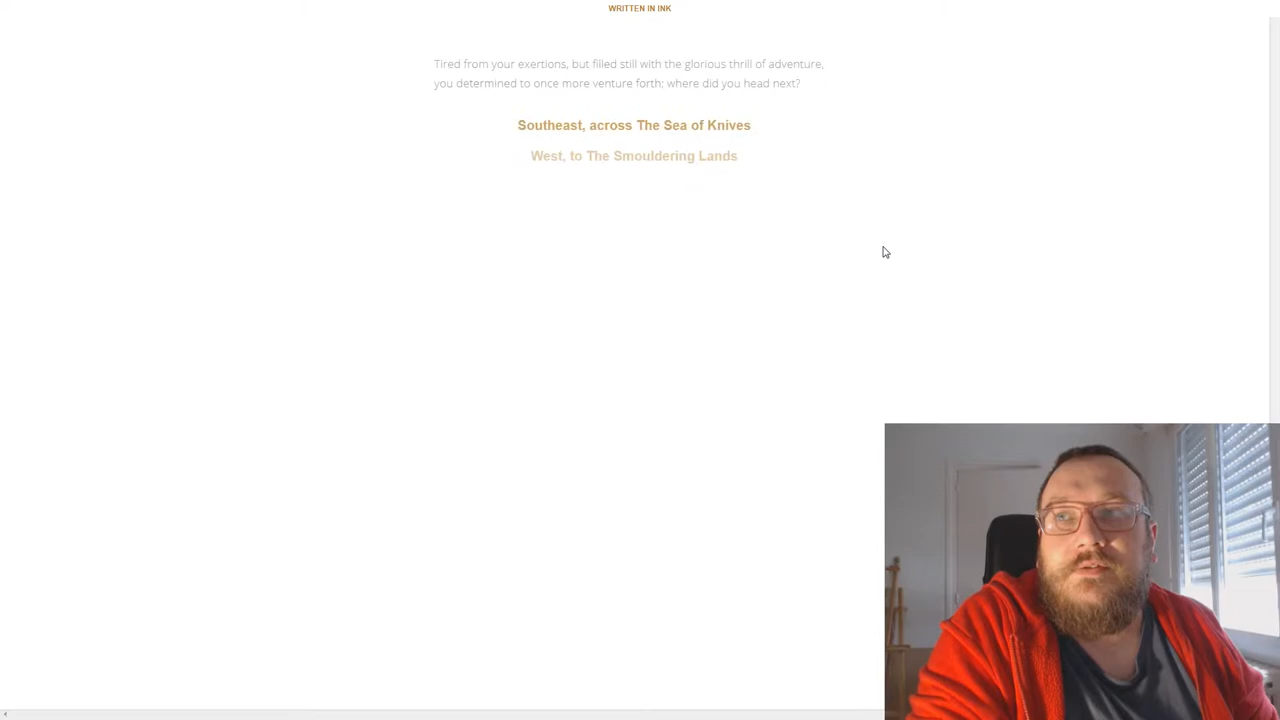 WRITTEN IN INK
Tired from your exertions, but filled still with the glorious thrill of adventure,
you determined to once more venture forth: where did you head next?
Southeast, across The Sea of Knives
West, to The Smouldering Lands